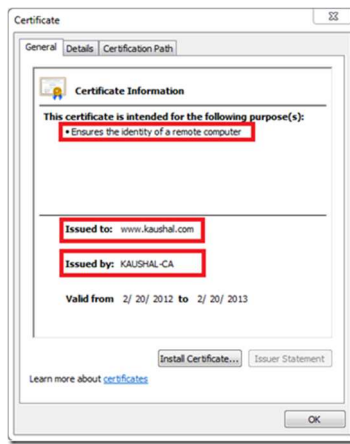 Certificate
General Details Certification Path
Certificate Information
This certificate is intended for the following purpose(s):
• Ensures the identity of a remote computer
Issued to: www.kaushal.com
Issued by: KAUSHAL-CA
Valid from 2/ 20/ 2012 to 2/ 20/ 2013
Install Certificate... Issuer Statement
Learn more about certificates
OK